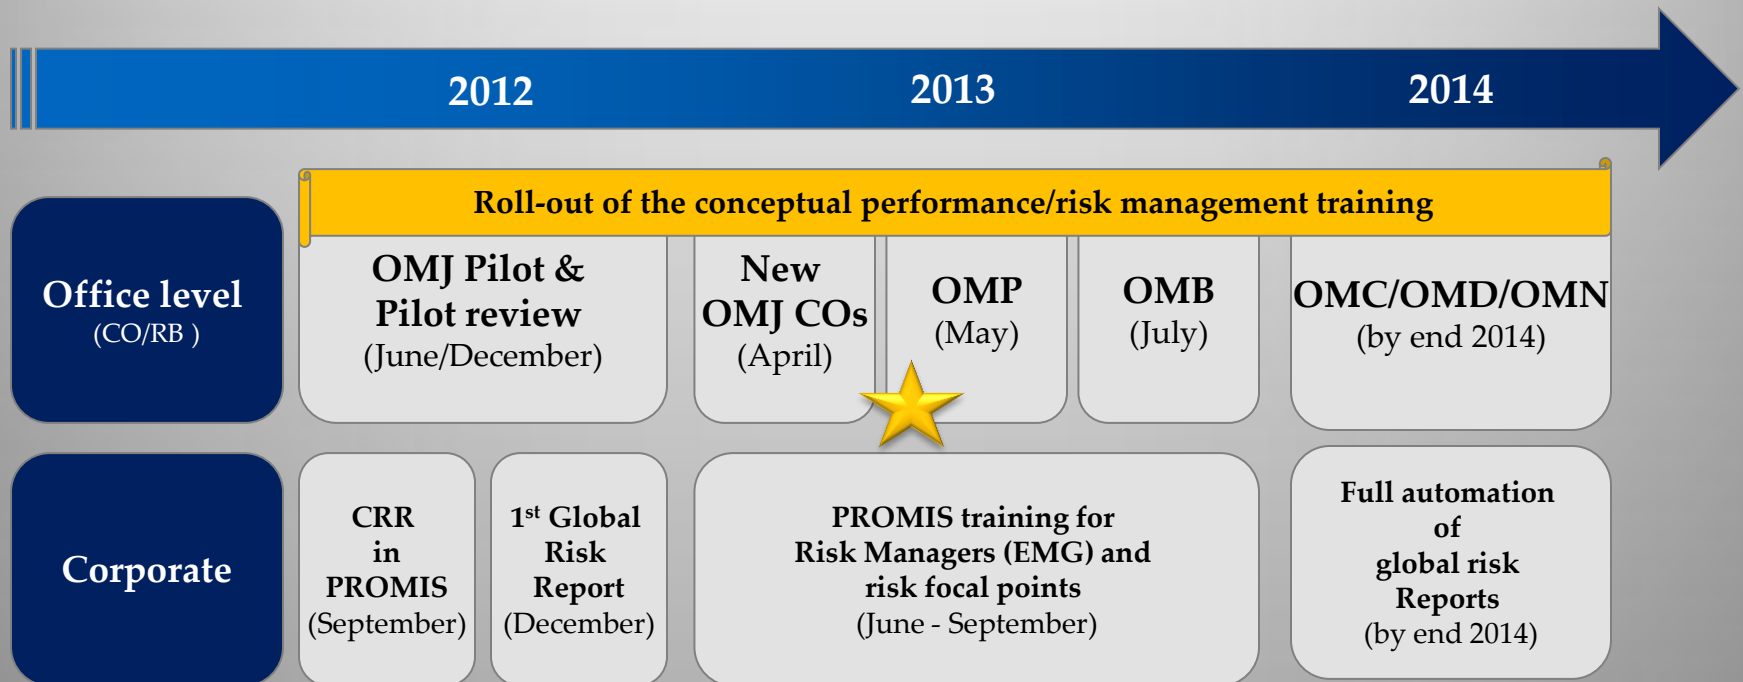 2012
2013
2014
Roll-out of the conceptual performance/risk management training
Office level
(CO/RB )
OMJ Pilot &
Pilot review
(June/December)
New
OMJ COs
(April)
OMP
(May)
OMB
(July)
OMC/OMD/OMN
(by end 2014)
Corporate
CRR
in
PROMIS
(September)
1st Global
Risk
Report
(December)
PROMIS training for
Risk Managers (EMG) and
risk focal points
(June - September)
Full automation
of
global risk
Reports
(by end 2014)